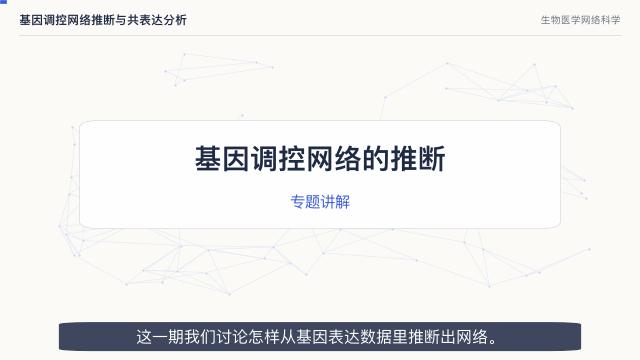 基因调控网络推断与共表达分析
生物医学网络科学
基因调控网络的推断
专题讲解
这一期我们讨论怎样从基因表达数据里推断出网络。